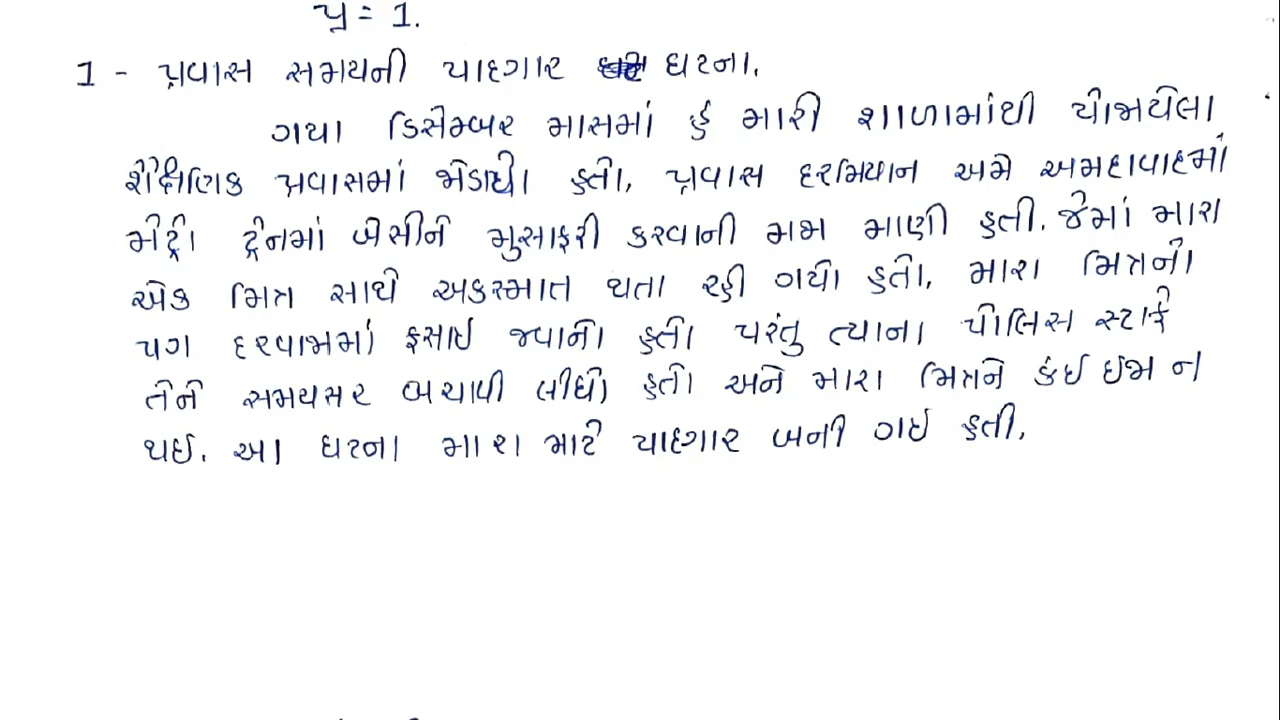 પ્ર = 1.
1 - પ્રવાસ સમયની યાદગાર ઘટના.
ગયા ડિસેમ્બર માસમાં હું મારી શાળામાંથી યોજાયેલા
શૈક્ષણિક પ્રવાસમાં જોડાયો હતો. પ્રવાસ દરમિયાન અમે અમદાવાદમાં
મેટ્રો ટ્રેનમાં બેસીને મુસાફરી કરવાની મજા માણી હતી. જેમાં મારા
એક મિત્ર સાથે અકસ્માત થતા રહી ગયો હતો. મારા મિત્રનો
પગ દરવાજામાં ફસાઈ જવાનો હતો પરંતુ ત્યાના પોલિસ સ્ટાફે
તેને સમયસર બચાવી લીધો હતો અને મારા મિત્રને કંઈ ઈજા ન
થઈ. આ ઘટના મારા માટે યાદગાર બની ગઈ હતી.